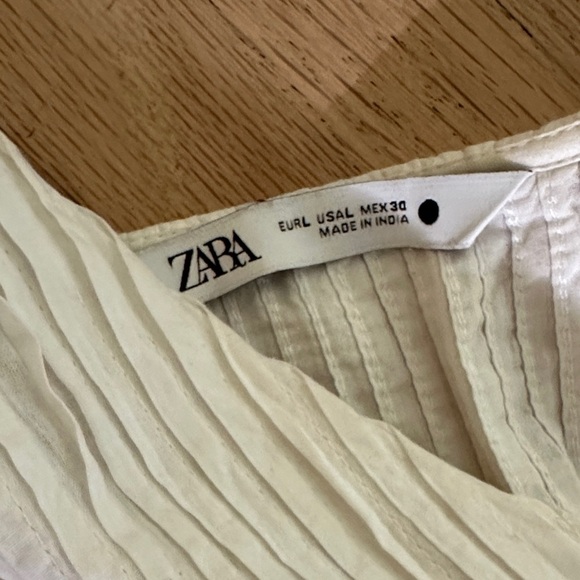 ZARA
EUR L USA L MEX 30
MADE IN INDIA